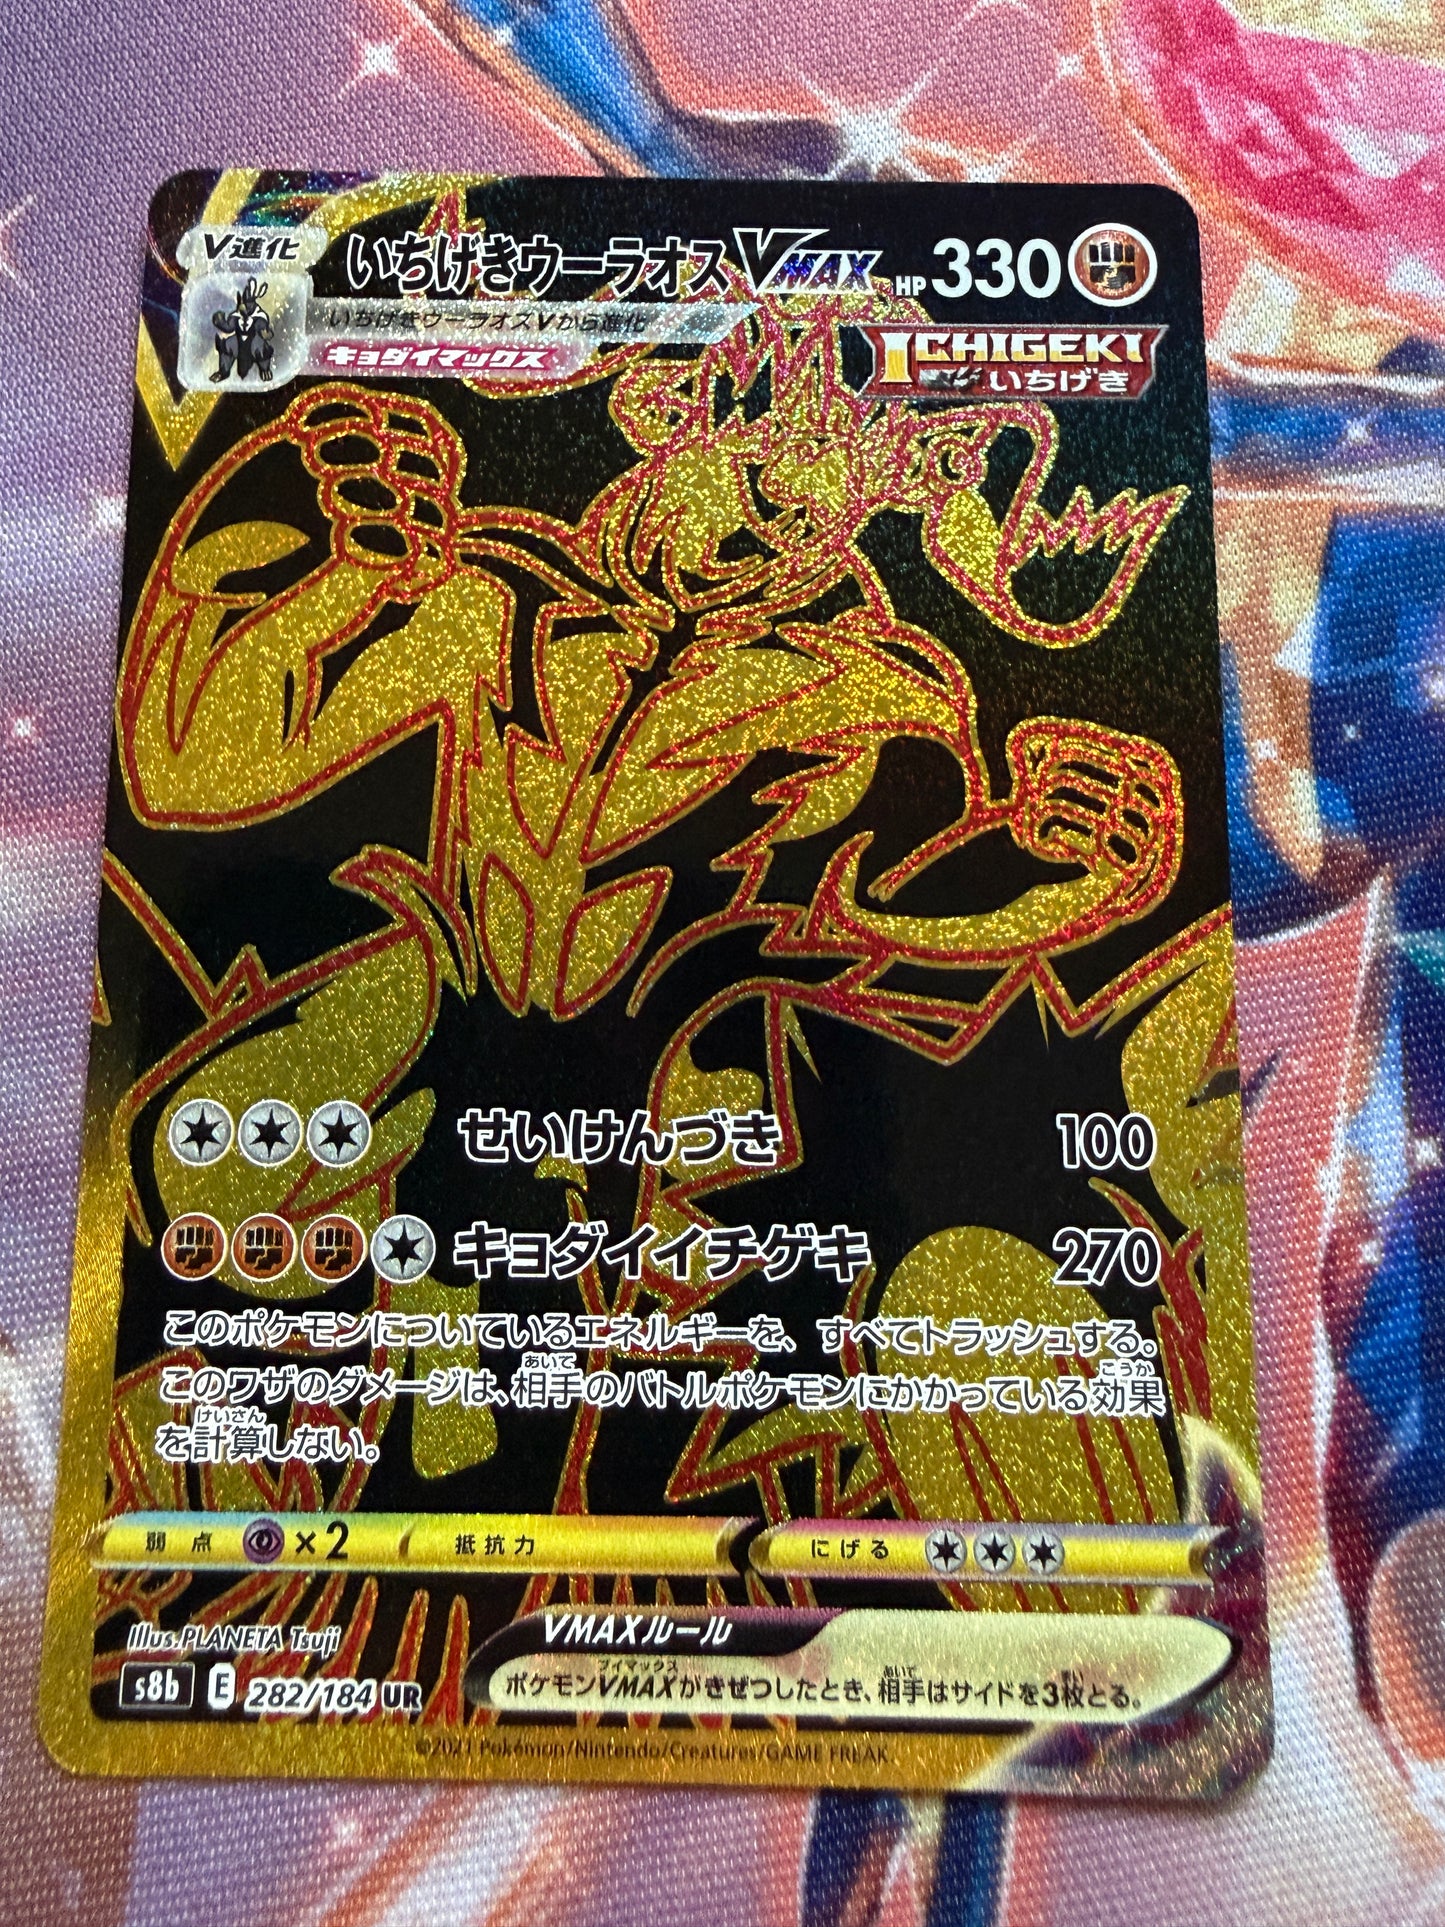 V進化
いちげきウーラオスVMAX HP330
いちげきウーラオスVから進化
キョダイマックス
ICHIGEKI
いちげき
せいけんづき 100
キョダイイチゲキ 270
このポケモンについているエネルギーを、すべてトラッシュする。
このワザのダメージは、相手のバトルポケモンにかかっている効果
を計算しない。
弱点 ×2 抵抗力 にげる
Illus.PLANETA Tsuji
s8b E 282/184 UR
VMAXルール
ポケモンVMAXがきぜつしたとき、相手はサイドを3枚とる。
©2021 Pokémon/Nintendo/Creatures/GAME FREAK.